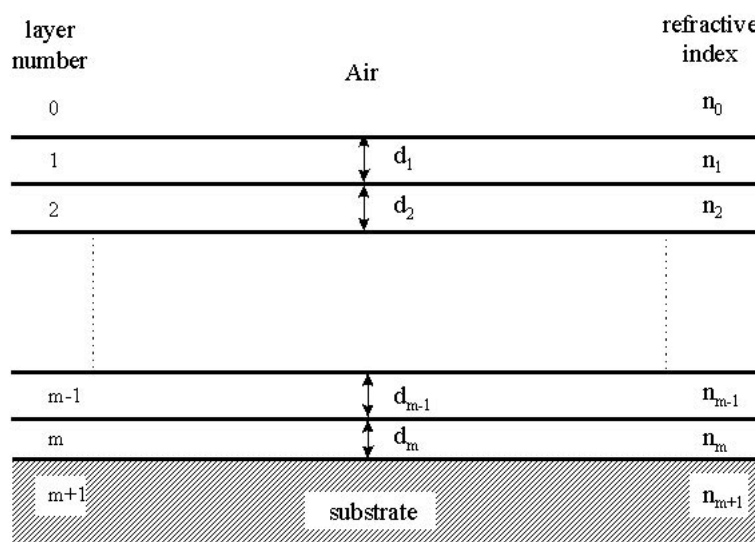 layer number
refractive index
Air
0
n0
1
d1
n1
2
d2
n2
m-1
dm-1
nm-1
m
dm
nm
m+1
substrate
nm+1